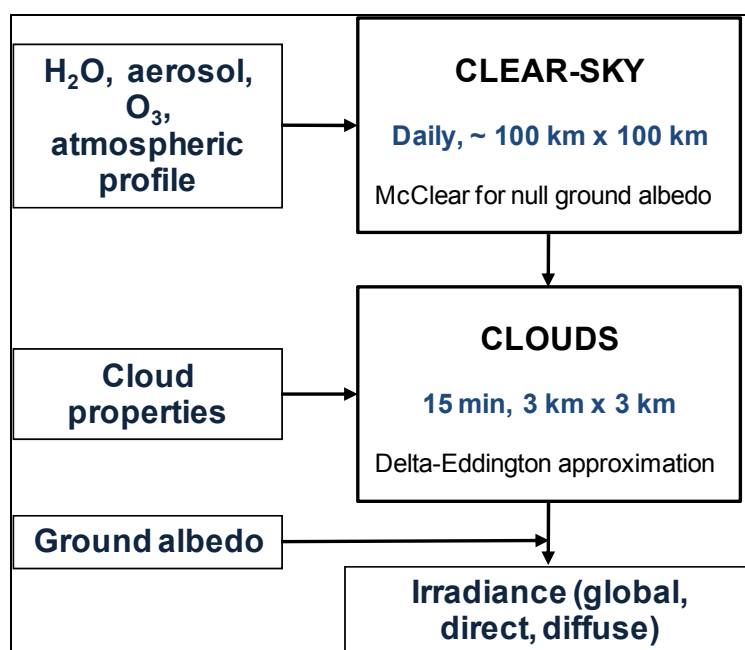 H₂O, aerosol,
O₃,
atmospheric
profile
CLEAR-SKY
Daily, ~ 100 km x 100 km
McClear for null ground albedo
Cloud
properties
CLOUDS
15 min, 3 km x 3 km
Delta-Eddington approximation
Ground albedo
Irradiance (global,
direct, diffuse)